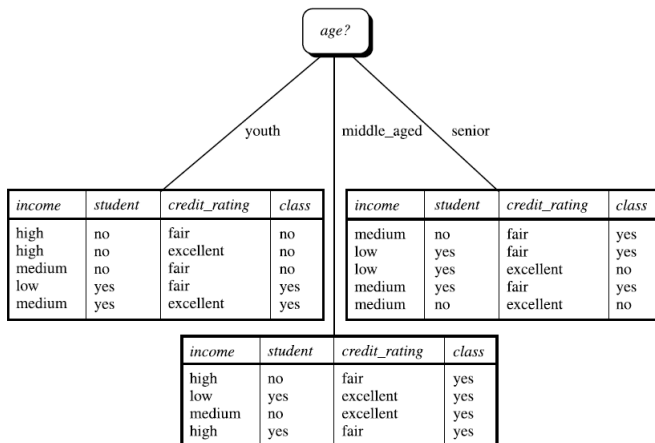 age?
youth middle_aged senior
income student credit_rating class
high no fair no
high no excellent no
medium no fair no
low yes fair yes
medium yes excellent yes
income student credit_rating class
medium no fair yes
low yes fair yes
low yes excellent no
medium yes fair yes
medium no excellent no
income student credit_rating class
high no fair yes
low yes excellent yes
medium no excellent yes
high yes fair yes